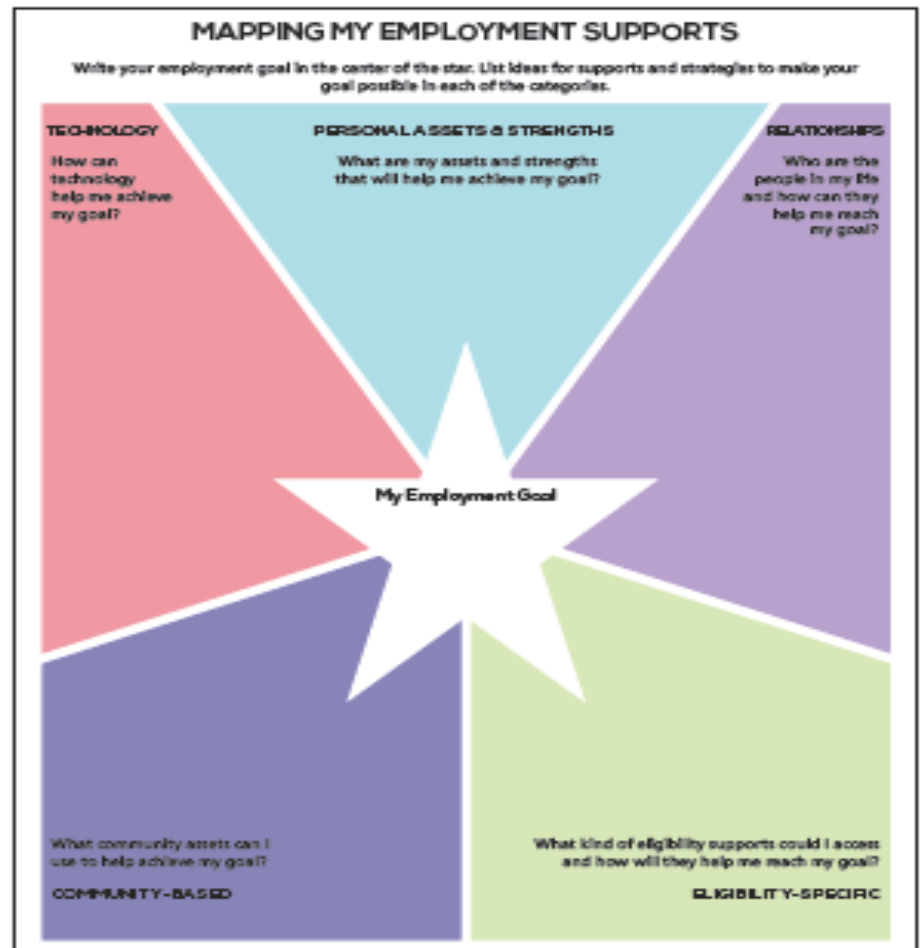 MAPPING MY EMPLOYMENT SUPPORTS
Write your employment goal in the center of the star. List ideas for supports and strategies to make your
goal possible in each of the categories.
TECHNOLOGY
How can
technology
help me achieve
my goal?
PERSONAL ASSETS & STRENGTHS
What are my assets and strengths
that will help me achieve my goal?
RELATIONSHIPS
Who are the
people in my life
and how can they
help me reach
my goal?
My Employment Goal
What community assets can I
use to help achieve my goal?
COMMUNITY-BASED
What kind of eligibility supports could I access
and how will they help me reach my goal?
ELIGIBILITY-SPECIFIC